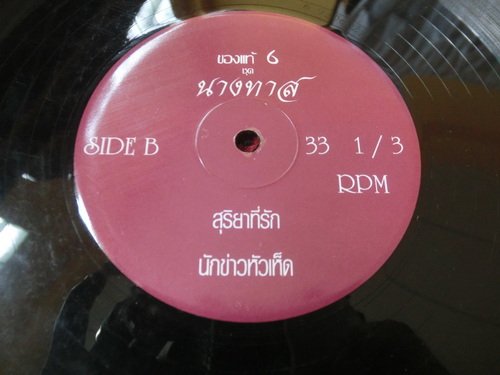 ของแท้ ๖
ชุด
นางทาส
SIDE B
33 1/3
RPM
สุริยาที่รัก
นักข่าวหัวเห็ด